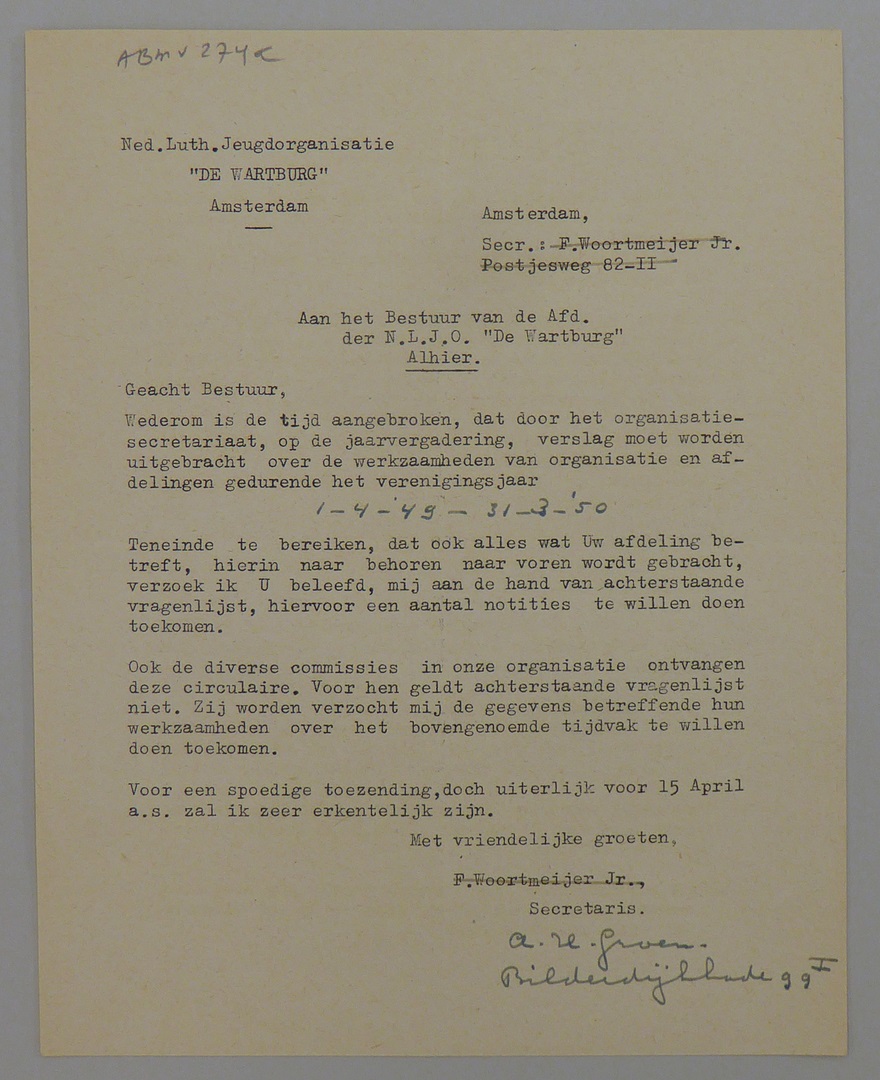 ABM v 274 C
Ned.Luth.Jeugdorganisatie
"DE WARTBURG"
Amsterdam
Amsterdam,
Secr.: F.Woortmeijer Jr.
Postjesweg 82-II
Aan het Bestuur van de Afd.
der N.L.J.O. "De Wartburg"
Alhier.
Geacht Bestuur,
Wederom is de tijd aangebroken, dat door het organisatie-
secretariaat, op de jaarvergadering, verslag moet worden
uitgebracht over de werkzaamheden van organisatie en af-
delingen gedurende het verenigingsjaar
1-4-'49 - 31-3-'50
Teneinde te bereiken, dat ook alles wat Uw afdeling be-
treft, hierin naar behoren naar voren wordt gebracht,
verzoek ik U beleefd, mij aan de hand van achterstaande
vragenlijst, hiervoor een aantal notities te willen doen
toekomen.
Ook de diverse commissies in onze organisatie ontvangen
deze circulaire. Voor hen geldt achterstaande vragenlijst
niet. Zij worden verzocht mij de gegevens betreffende hun
werkzaamheden over het bovengenoemde tijdvak te willen
doen toekomen.
Voor een spoedige toezending,doch uiterlijk voor 15 April
a.s. zal ik zeer erkentelijk zijn.
Met vriendelijke groeten,
F.Woortmeijer Jr.,
Secretaris.
Bilderdijkkade 99 I